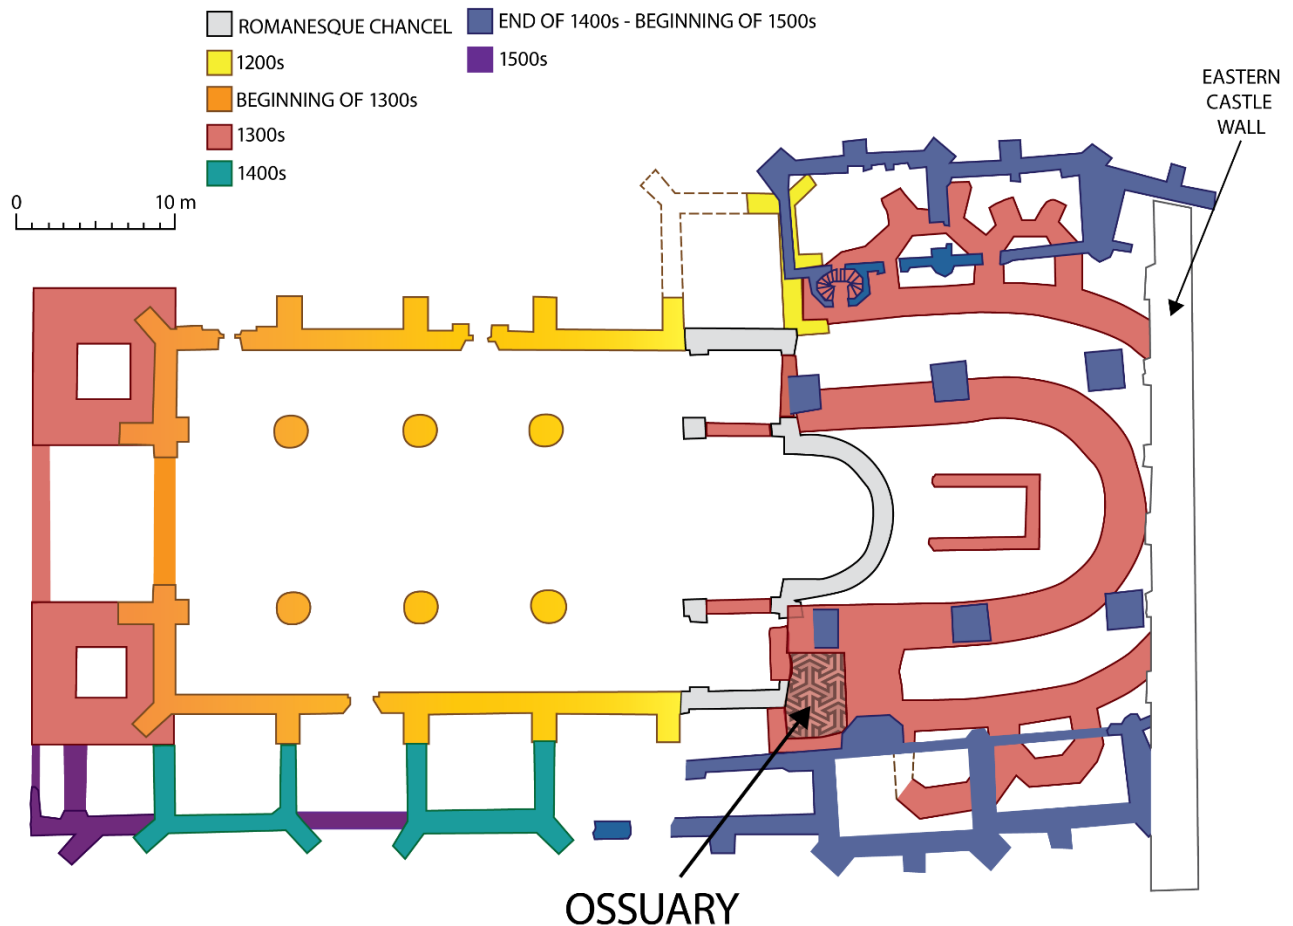 ROMANESQUE CHANCEL
1200s
BEGINNING OF 1300s
1300s
1400s
END OF 1400s - BEGINNING OF 1500s
1500s
EASTERN
CASTLE
WALL
0 10 m
OSSUARY